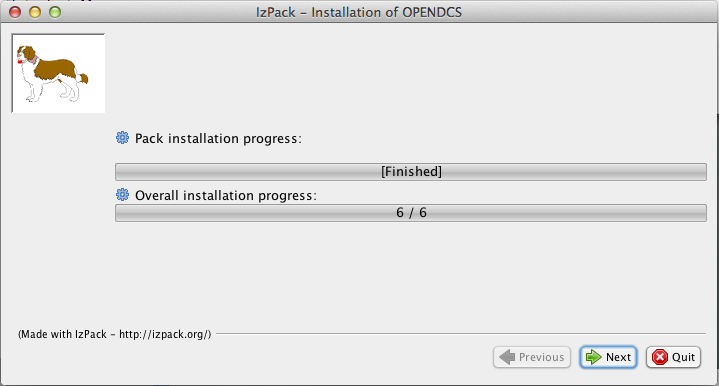 IzPack - Installation of OPENDCS
Pack installation progress:
[Finished]
Overall installation progress:
6 / 6
(Made with IzPack - http://izpack.org/)
Previous
Next
Quit